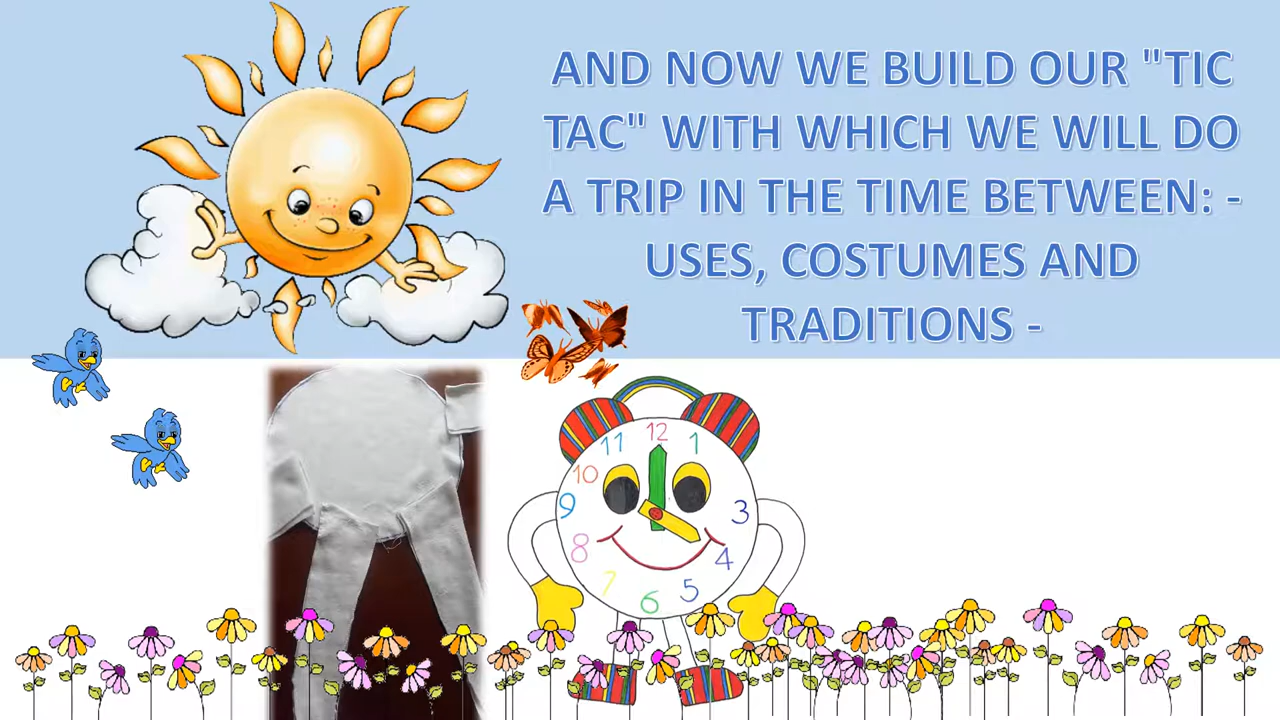 AND NOW WE BUILD OUR "TIC
TAC" WITH WHICH WE WILL DO
A TRIP IN THE TIME BETWEEN: -
USES, COSTUMES AND
TRADITIONS -
12
11
1
10
9
3
8
4
7
5
6